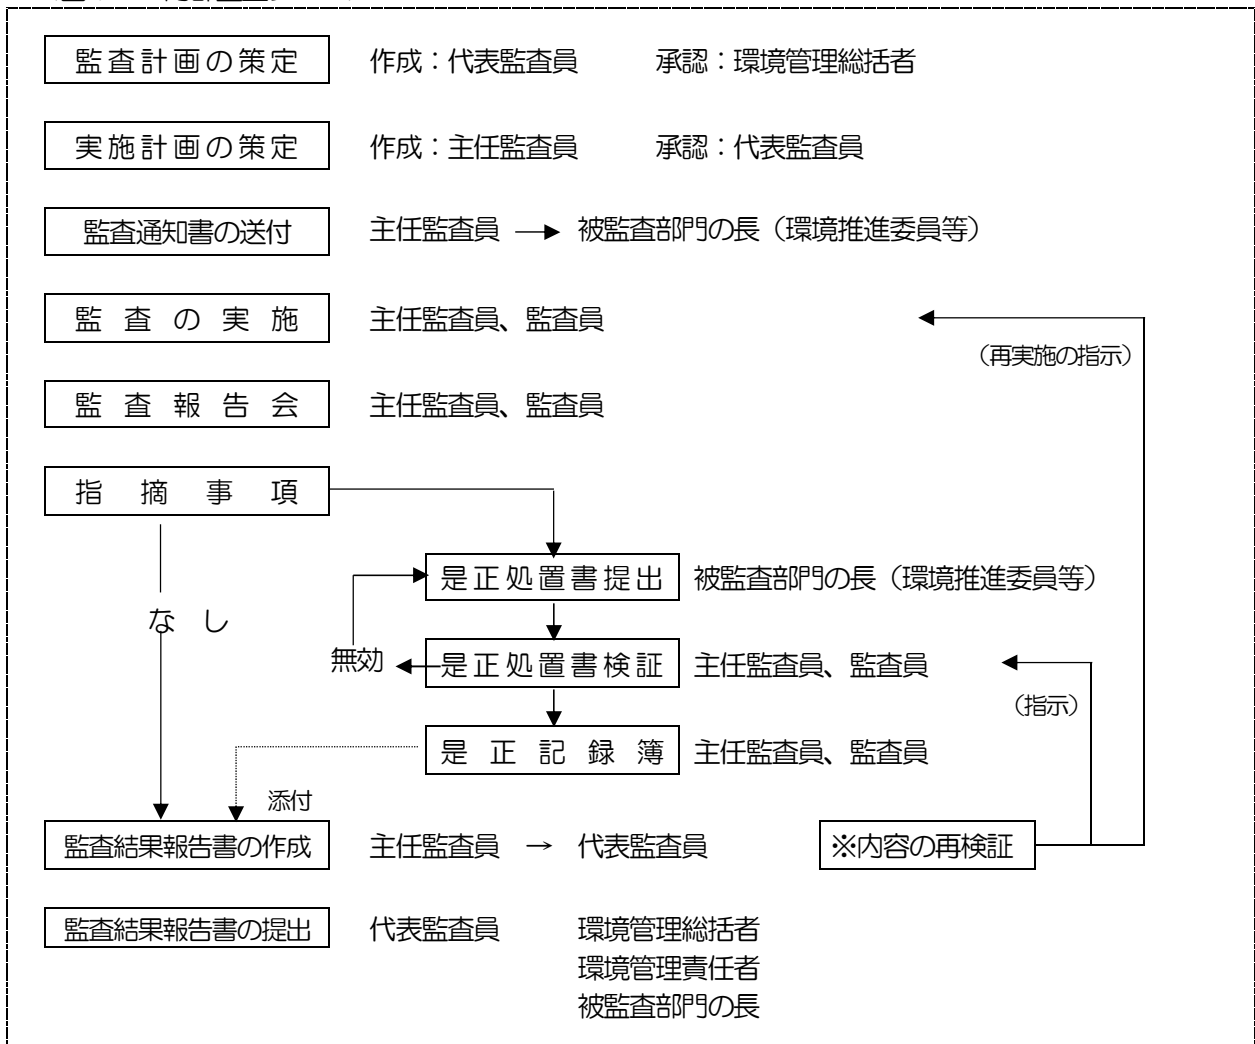 監査計画の策定 作成：代表監査員 承認：環境管理総括者
実施計画の策定 作成：主任監査員 承認：代表監査員
監査通知書の送付 主任監査員 → 被監査部門の長（環境推進委員等）
監査の実施 主任監査員、監査員
（再実施の指示）
監査報告会 主任監査員、監査員
指摘事項
是正処置書提出 被監査部門の長（環境推進委員等）
なし
無効 是正処置書検証 主任監査員、監査員
（指示）
是正記録簿 主任監査員、監査員
添付
監査結果報告書の作成 主任監査員 → 代表監査員 ※内容の再検証
監査結果報告書の提出 代表監査員 環境管理総括者
環境管理責任者
被監査部門の長